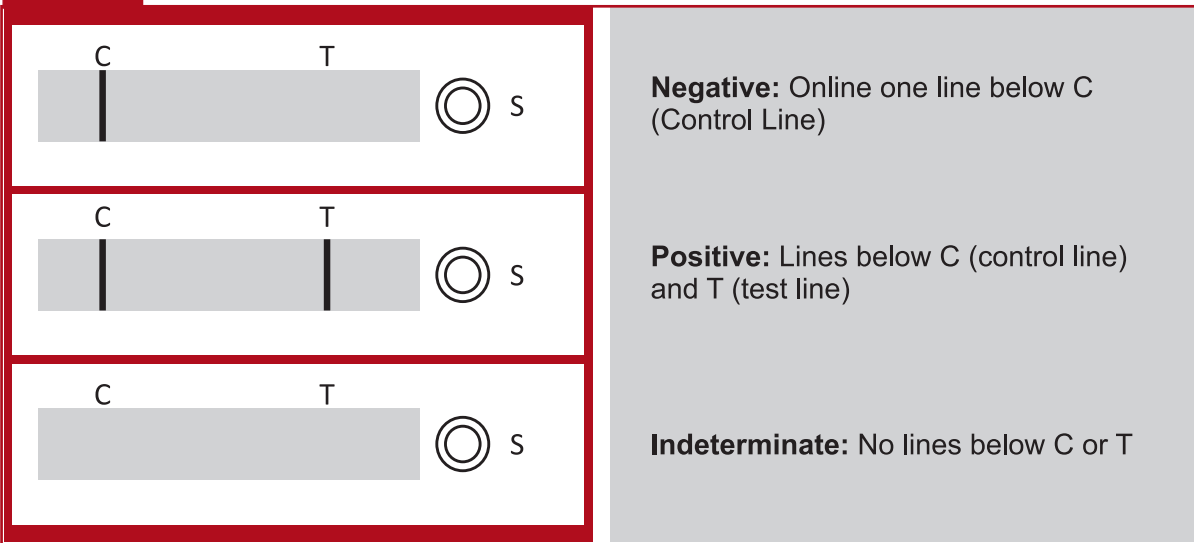 C T
S
Negative: Online one line below C
(Control Line)
C T
S
Positive: Lines below C (control line)
and T (test line)
C T
S
Indeterminate: No lines below C or T